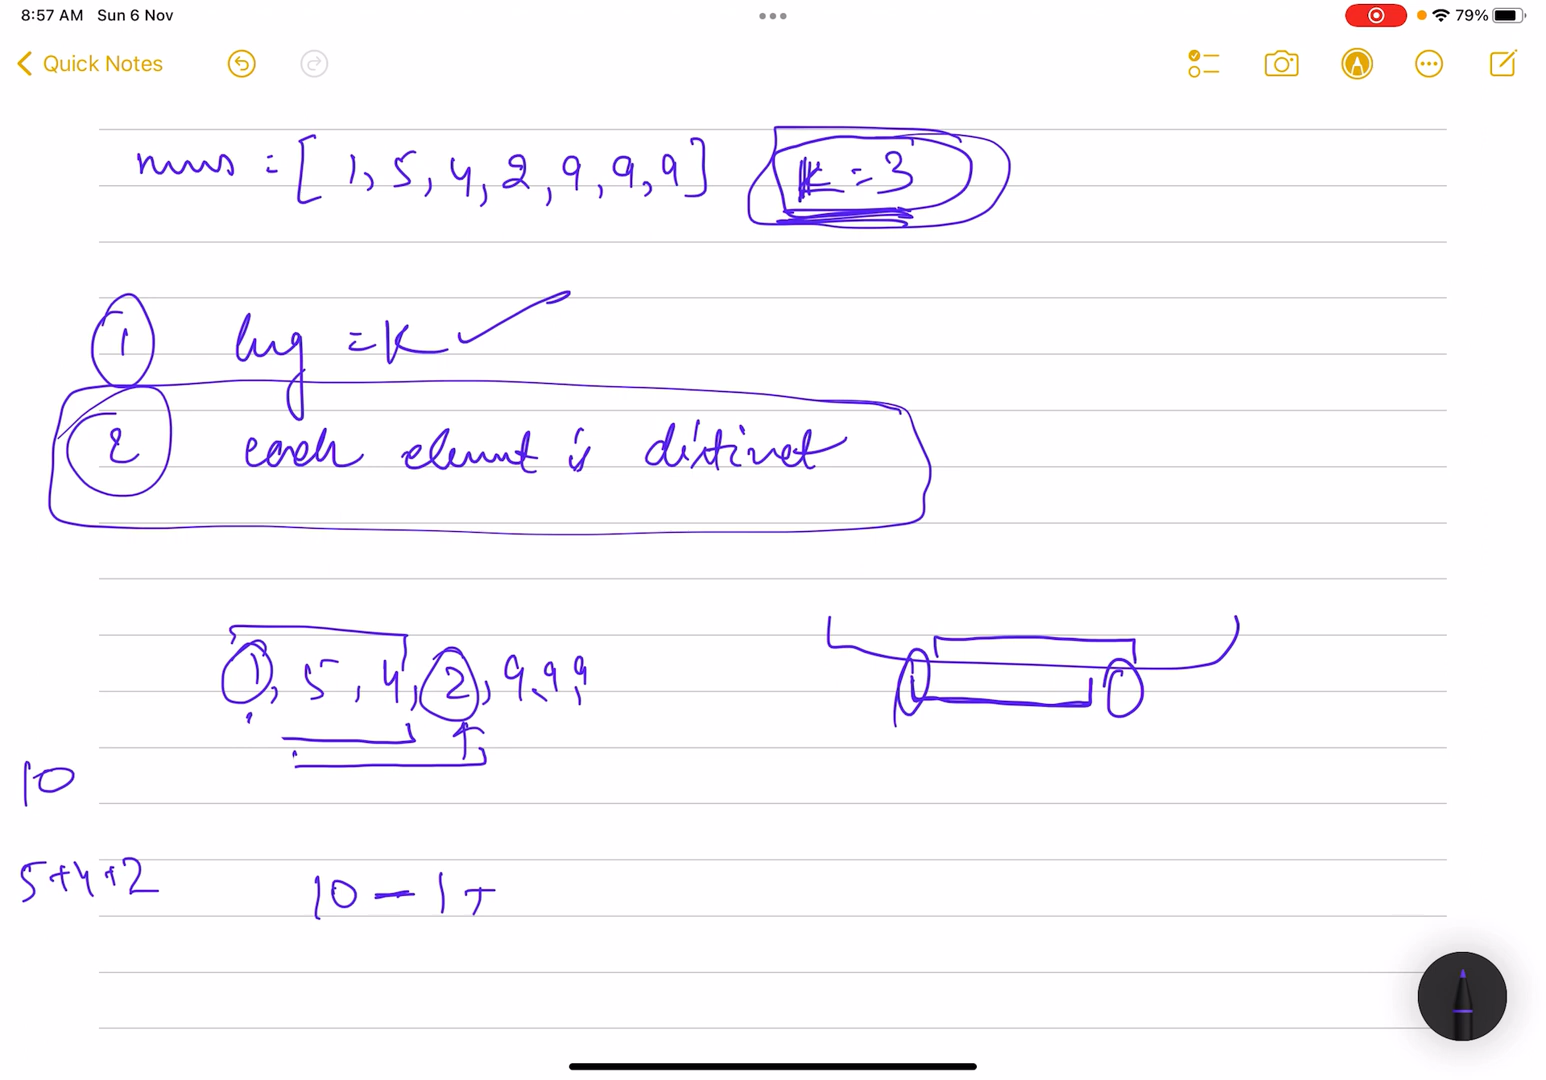 8:57 AM Sun 6 Nov 79%
Quick Notes
nums = [ 1, 5, 4, 2, 9, 9, 9 ] K = 3
1 lng = K
2 each element is distinct
1, 5, 4, 2, 9, 9, 9
10
5+4+2 10 - 1 +